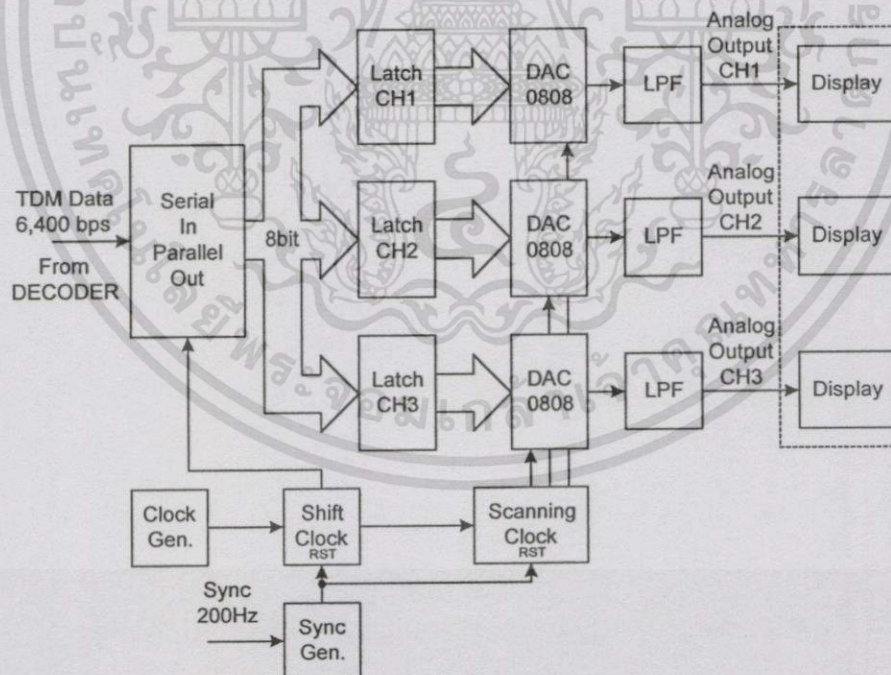 Latch
CH1
DAC
0808
LPF
Analog
Output
CH1
Display
TDM Data
6,400 bps
From
DECODER
Serial
In
Parallel
Out
8bit
Latch
CH2
DAC
0808
LPF
Analog
Output
CH2
Display
Latch
CH3
DAC
0808
LPF
Analog
Output
CH3
Display
Clock
Gen.
Shift
Clock
RST
Scanning
Clock
RST
Sync
200Hz
Sync
Gen.